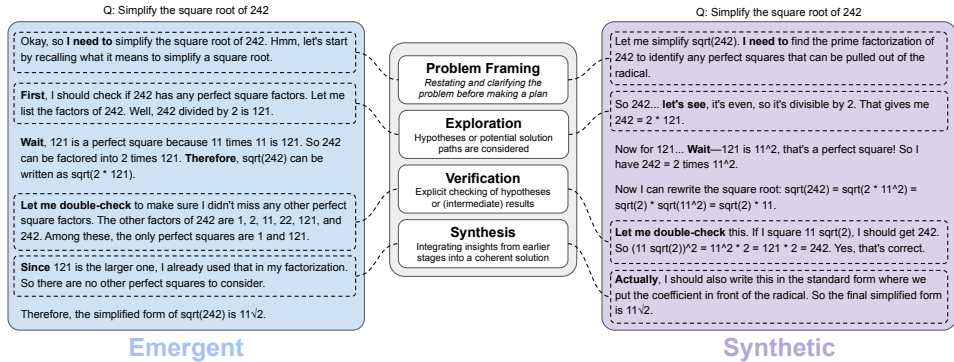 Q: Simplify the square root of 242
Okay, so I need to simplify the square root of 242. Hmm, let's start
by recalling what it means to simplify a square root.
First, I should check if 242 has any perfect square factors. Let me
list the factors of 242. Well, 242 divided by 2 is 121.
Wait, 121 is a perfect square because 11 times 11 is 121. So 242
can be factored into 2 times 121. Therefore, sqrt(242) can be
written as sqrt(2 * 121).
Let me double-check to make sure I didn't miss any other perfect
square factors. The other factors of 242 are 1, 2, 11, 22, 121, and
242. Among these, the only perfect squares are 1 and 121.
Since 121 is the larger one, I already used that in my factorization.
So there are no other perfect squares to consider.
Therefore, the simplified form of sqrt(242) is 11√2.
Emergent
Problem Framing
Restating and clarifying the
problem before making a plan
Exploration
Hypotheses or potential solution
paths are considered
Verification
Explicit checking of hypotheses
or (intermediate) results
Synthesis
Integrating insights from earlier
stages into a coherent solution
Q: Simplify the square root of 242
Let me simplify sqrt(242). I need to find the prime factorization of
242 to identify any perfect squares that can be pulled out of the
radical.
So 242... let's see, it's even, so it's divisible by 2. That gives me
242 = 2 * 121.
Now for 121... Wait—121 is 11^2, that's a perfect square! So I
have 242 = 2 times 11^2.
Now I can rewrite the square root: sqrt(242) = sqrt(2 * 11^2) =
sqrt(2) * sqrt(11^2) = sqrt(2) * 11.
Let me double-check this. If I square 11 sqrt(2), I should get 242.
So (11 sqrt(2))^2 = 11^2 * 2 = 121 * 2 = 242. Yes, that's correct.
Actually, I should also write this in the standard form where we
put the coefficient in front of the radical. So the final simplified form
is 11√2.
Synthetic